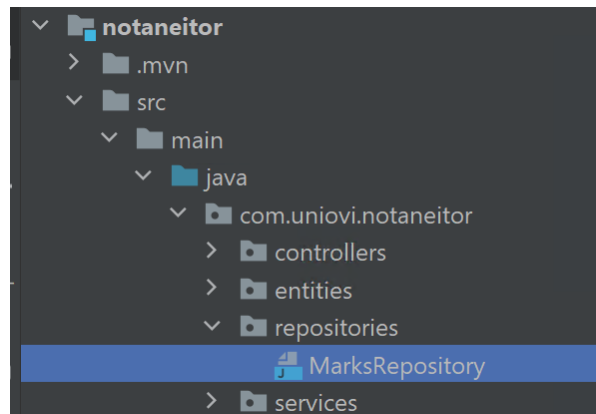 notaneitor
.mvn
src
main
java
com.uniovi.notaneitor
controllers
entities
repositories
MarksRepository
services